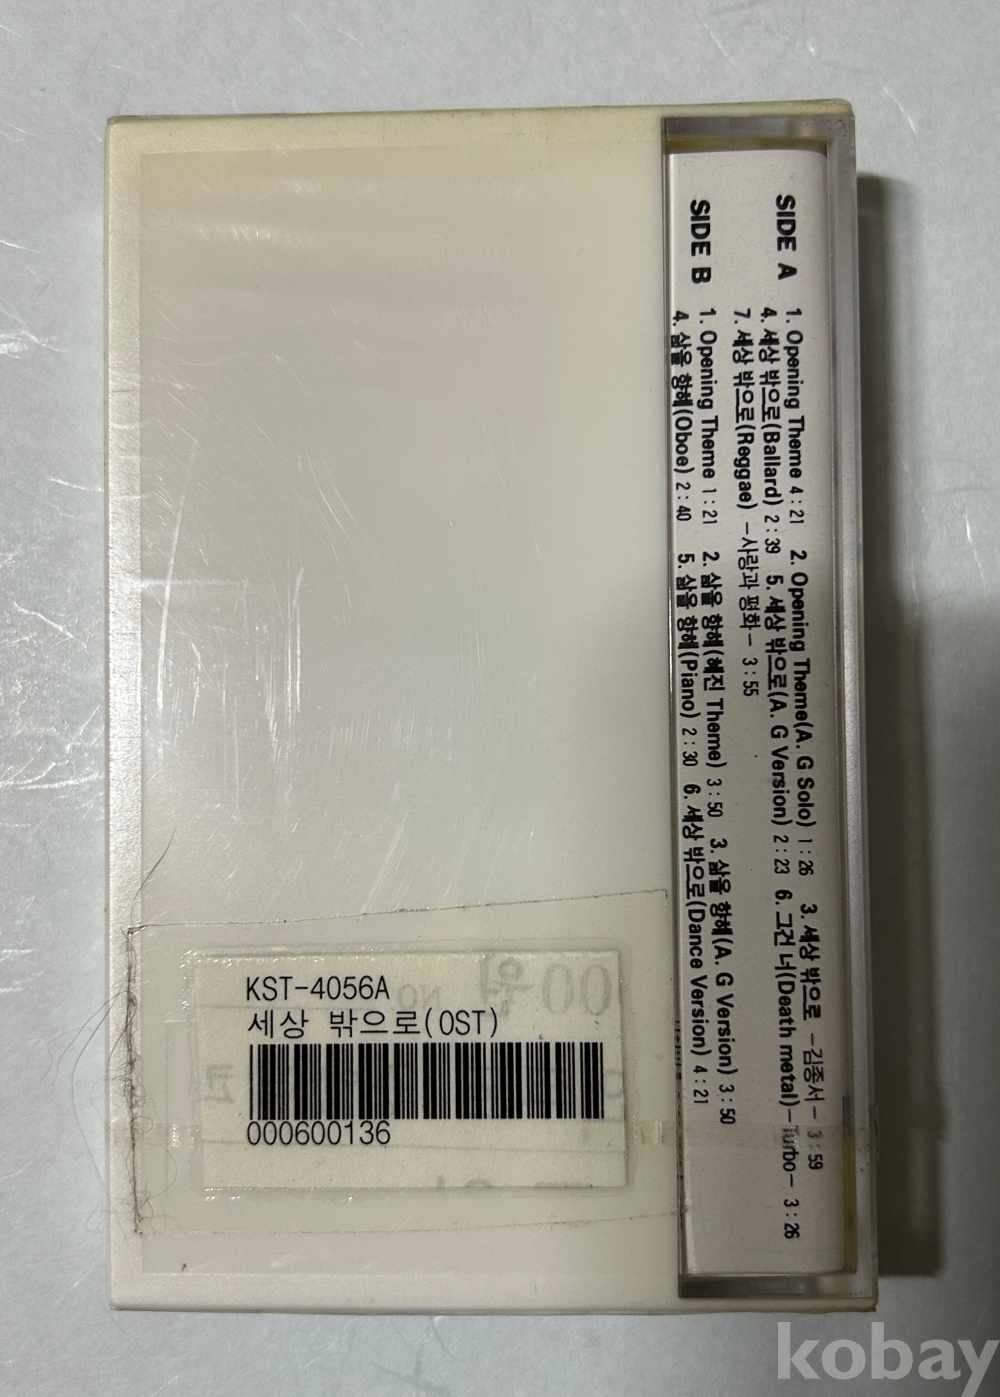 SIDE A
1. Opening Theme 4:21 2. Opening Theme(A. G Solo) 1:26 3. 세상 밖으로 -김종서- 3:59
4. 세상 밖으로(Ballard) 2:39 5. 세상 밖으로(A. G Version) 2:23 6. 그건 너(Death metal)-Turbo- 3:26
7. 세상 밖으로(Reggae) -사랑과 평화- 3:55
SIDE B
1. Opening Theme 1:21 2. 삶을 향해(혜진 Theme) 3:50 3. 삶을 향해(A. G Version) 3:50
4. 삶을 향해(Oboe) 2:40 5. 삶을 향해(Piano) 2:30 6. 세상 밖으로(Dance Version) 4:21
KST-4056A
세상 밖으로(OST)
000600136
kobay